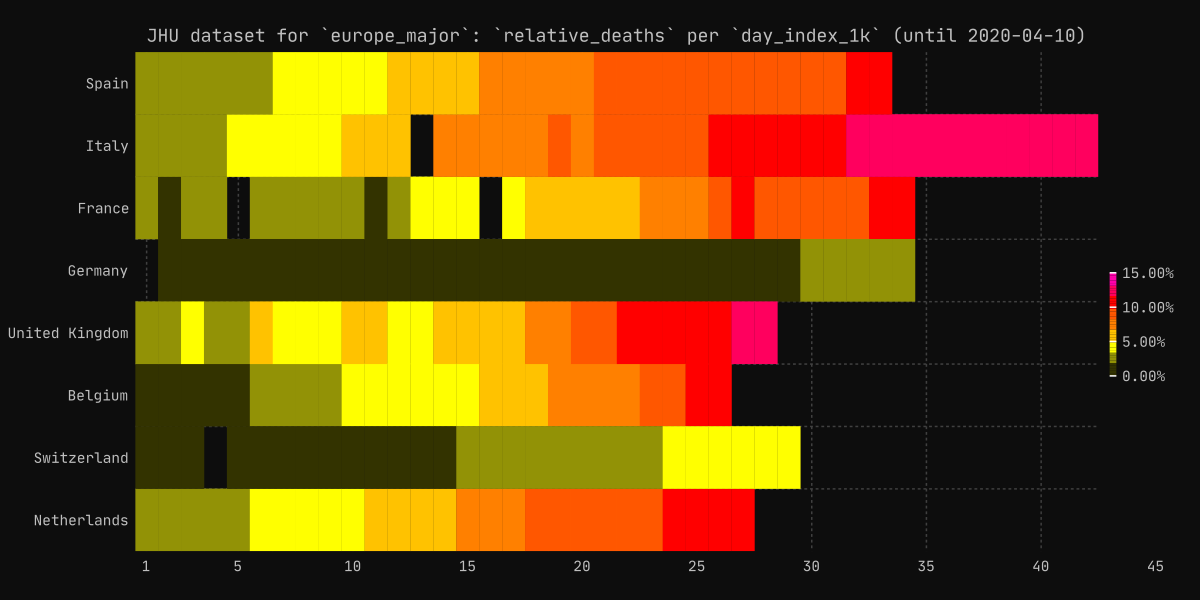 JHU dataset for `europe_major`: `relative_deaths` per `day_index_1k` (until 2020-04-10)
Spain
Italy
France
Germany
United Kingdom
Belgium
Switzerland
Netherlands
15.00%
10.00%
5.00%
0.00%
1 5 10 15 20 25 30 35 40 45